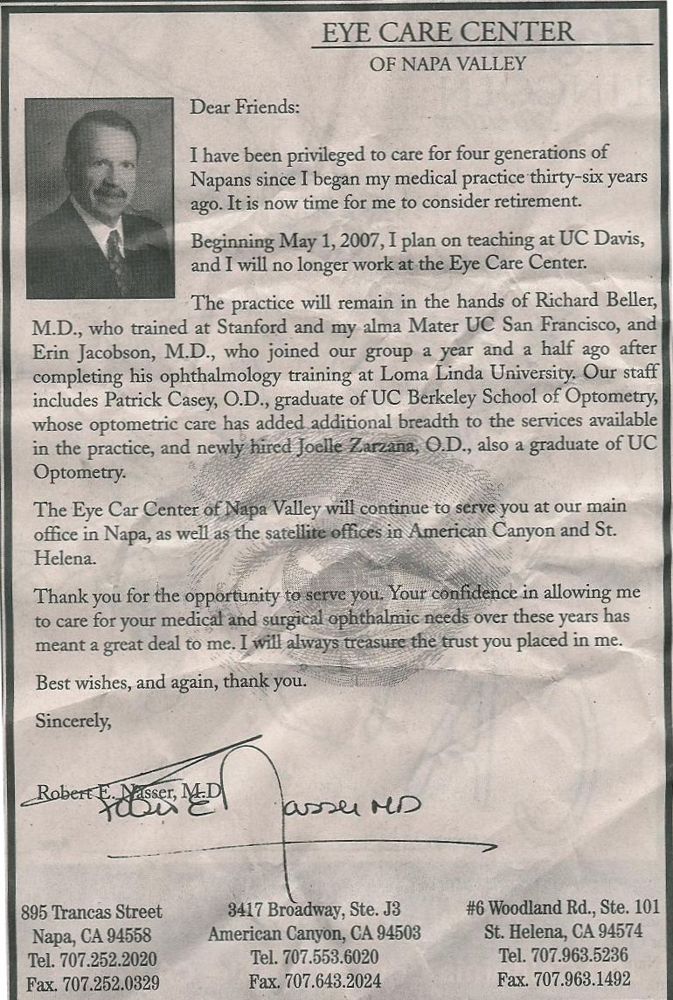 EYE CARE CENTER
OF NAPA VALLEY
Dear Friends:
I have been privileged to care for four generations of
Napans since I began my medical practice thirty-six years
ago. It is now time for me to consider retirement.
Beginning May 1, 2007, I plan on teaching at UC Davis,
and I will no longer work at the Eye Care Center.
The practice will remain in the hands of Richard Beller,
M.D., who trained at Stanford and my alma Mater UC San Francisco, and
Erin Jacobson, M.D., who joined our group a year and a half ago after
completing his ophthalmology training at Loma Linda University. Our staff
includes Patrick Casey, O.D., graduate of UC Berkeley School of Optometry,
whose optometric care has added additional breadth to the services available
in the practice, and newly hired Joelle Zarzana, O.D., also a graduate of UC
Optometry.
The Eye Car Center of Napa Valley will continue to serve you at our main
office in Napa, as well as the satellite offices in American Canyon and St.
Helena.
Thank you for the opportunity to serve you. Your confidence in allowing me
to care for your medical and surgical ophthalmic needs over these years has
meant a great deal to me. I will always treasure the trust you placed in me.
Best wishes, and again, thank you.
Sincerely,
Robert E. Nasser, M.D
Robert E Nasser MD
895 Trancas Street
Napa, CA 94558
Tel. 707.252.2020
Fax. 707.252.0329
3417 Broadway, Ste. J3
American Canyon, CA 94503
Tel. 707.553.6020
Fax. 707.643.2024
#6 Woodland Rd., Ste. 101
St. Helena, CA 94574
Tel. 707.963.5236
Fax. 707.963.1492